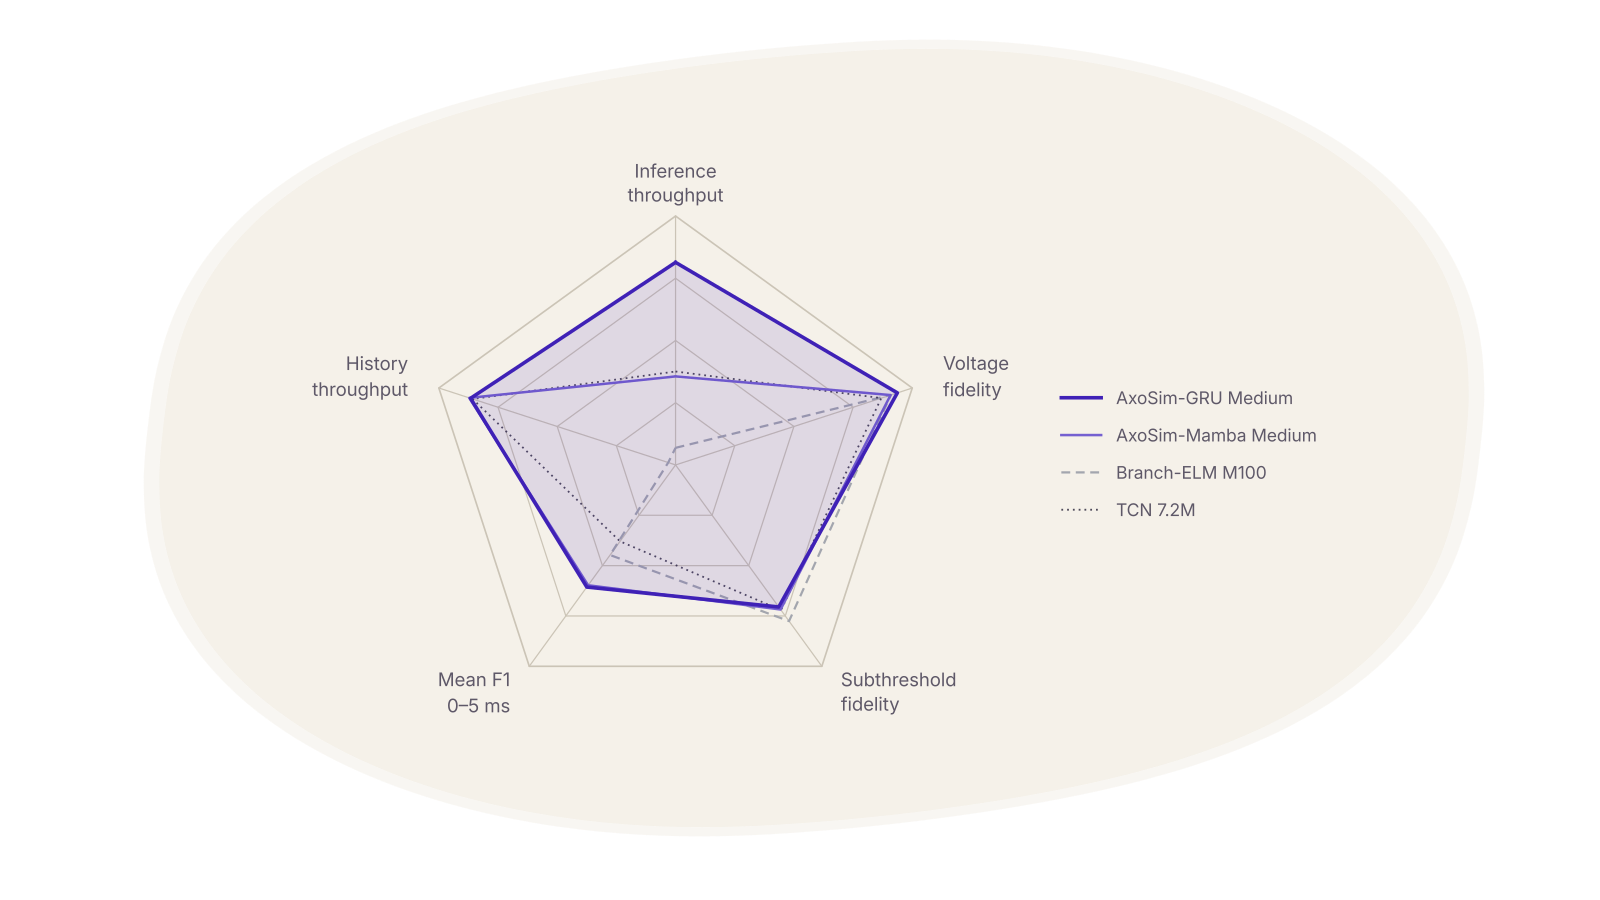 Inference
throughput
History
throughput
Voltage
fidelity
Mean F1
0–5 ms
Subthreshold
fidelity
AxoSim-GRU Medium
AxoSim-Mamba Medium
Branch-ELM M100
TCN 7.2M